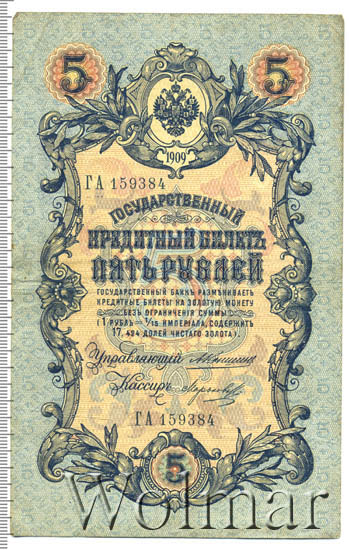 5 5
1909
ГА 159384
ГОСУДАРСТВЕННЫЙ
КРЕДИТНЫЙ БИЛЕТЪ
ПЯТЬ РУБЛЕЙ
ГОСУДАРСТВЕННЫЙ БАНКЪ РАЗМѢНИВАЕТЪ
КРЕДИТНЫЕ БИЛЕТЫ НА ЗОЛОТУЮ МОНЕТУ
БЕЗЪ ОГРАНИЧЕНІЯ СУММЫ
(1 РУБЛЬ = 1/15 ИМПЕРІАЛА, СОДЕРЖИТЪ
17,424 ДОЛЕЙ ЧИСТАГО ЗОЛОТА).
Управляющій
Кассиръ
ГА 159384
5
Wolmar